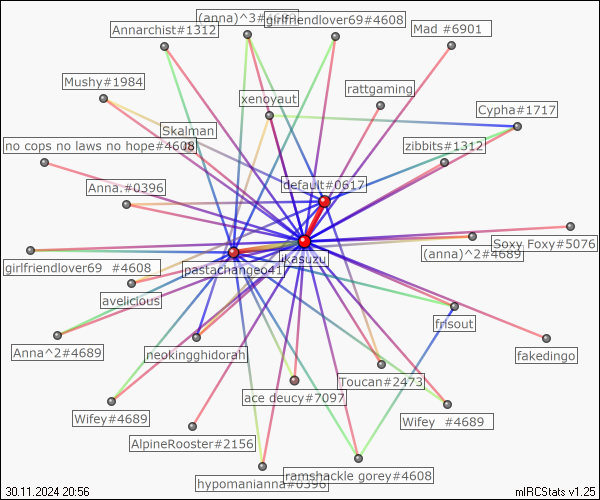 (anna)^3#4689
girlfriendlover69#4608
Annarchist#1312
Mad #6901
Mushy#1984
rattgaming
xenoyaut
Cypha#1717
Skalman
no cops no laws no hope#4608
zibbits#1312
default#0617
Anna.#0396
Soxy.Foxy#5076
(anna)^2#4689
ikasuzu
girlfriendlover69 #4608
pastachangeo41
avelicious
frisout
Anna^2#4689
neokingghidorah
fakedingo
Toucan#2473
ace deucy#7097
Wifey#4689
Wifey #4689
AlpineRooster#2156
ramshackle gorey#4608
hypomanianna#0396
30.11.2024 20:56
mIRCStats v1.25